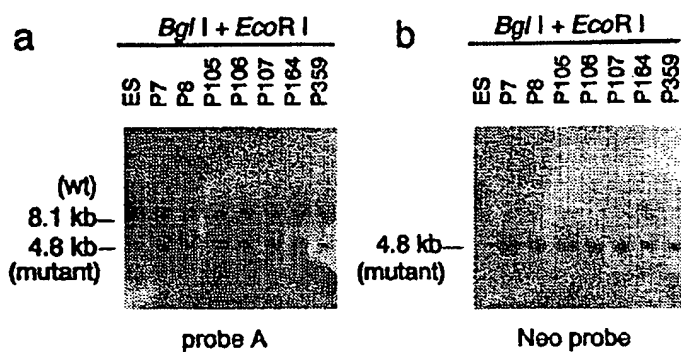 a
Bgl I + EcoR I
ES P7 P8 P105 P106 P107 P164 P359
(wt)
8.1 kb
4.8 kb
(mutant)
probe A
b
Bgl I + EcoR I
ES P7 P8 P105 P106 P107 P164 P359
4.8 kb
(mutant)
Neo probe